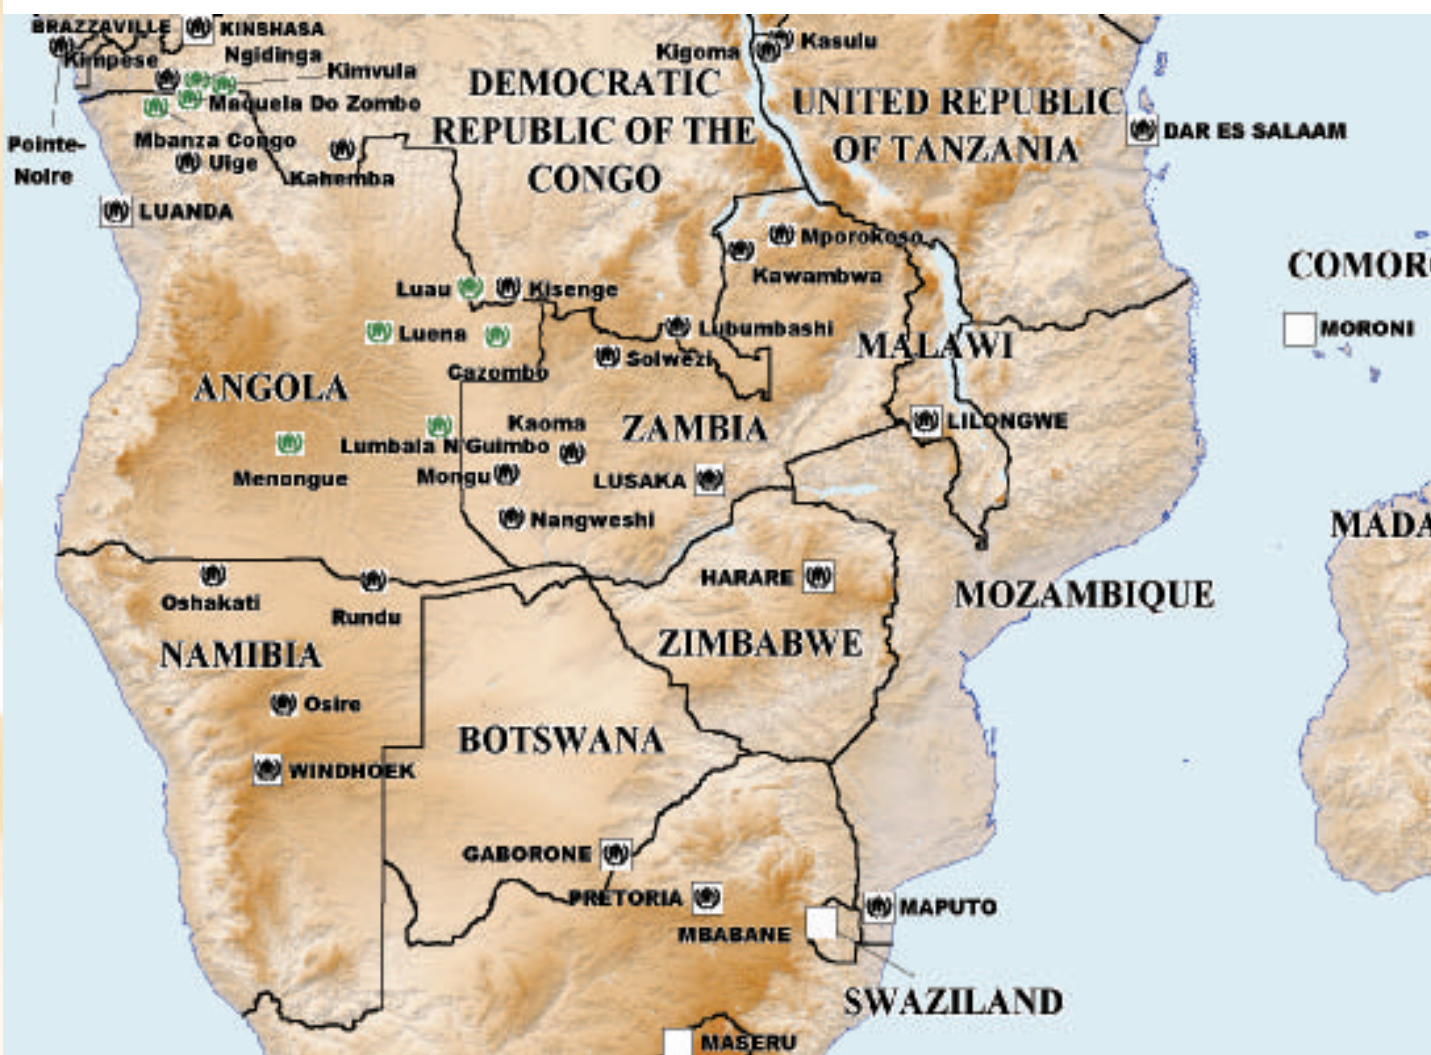 BRAZZAVILLE
KINSHASA
Kimpese
Ngidinga
Kimvula
Maquela Do Zombo
Mbanza Congo
Pointe-
Noire
Uige
Kahemba
LUANDA
DEMOCRATIC
REPUBLIC OF THE
CONGO
Kigoma
Kasulu
UNITED REPUBLIC
OF TANZANIA
DAR ES SALAAM
Mporokoso
Kawambwa
COMOR
MORONI
Luau
Kisenge
Luena
Cazombo
Lubumbashi
Solwezi
MALAWI
ANGOLA
Kaoma
ZAMBIA
LILONGWE
Lumbala N'Guimbo
Menongue
Mongu
LUSAKA
Nangweshi
MADA
HARARE
MOZAMBIQUE
Oshakati
Rundu
NAMIBIA
ZIMBABWE
Osire
BOTSWANA
WINDHOEK
GABORONE
PRETORIA
MAPUTO
MBABANE
SWAZILAND
MASERU